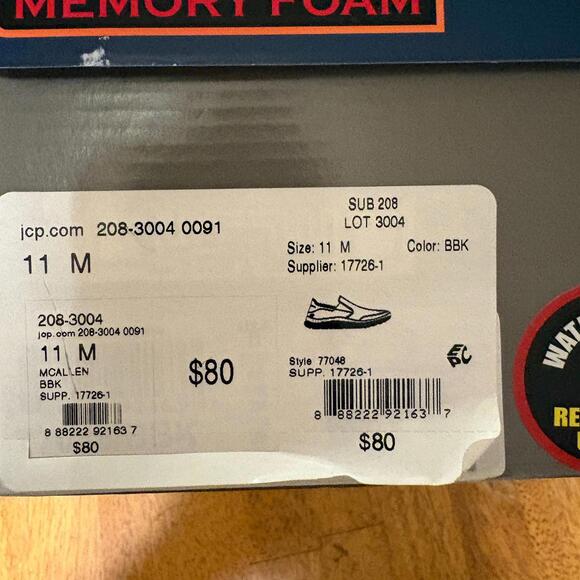 MEMORY FOAM
jcp.com 208-3004 0091
11 M
208-3004
jcp.com 208-3004 0091
11 M
MCALLEN
BBK
SUPP. 17726-1
8 88222 92163 7
$80
$80
SUB 208
LOT 3004
Size: 11 M Color: BBK
Supplier: 17726-1
Style 77048
SUPP. 17726-1
8 88222 92163 7
$80
WAT
RE